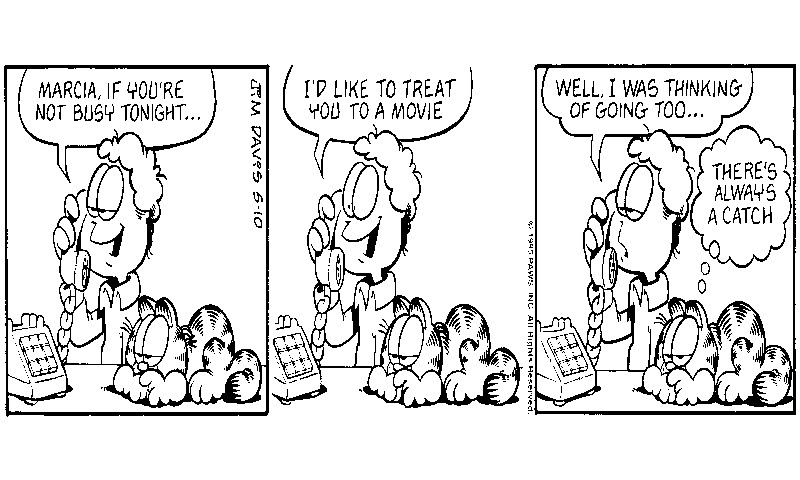 MARCIA, IF YOU'RE
NOT BUSY TONIGHT...
JIM DAVIS 5-10
I'D LIKE TO TREAT
YOU TO A MOVIE
WELL, I WAS THINKING
OF GOING TOO...
THERE'S
ALWAYS
A CATCH
PAWS, INC. All Rights Reserved.